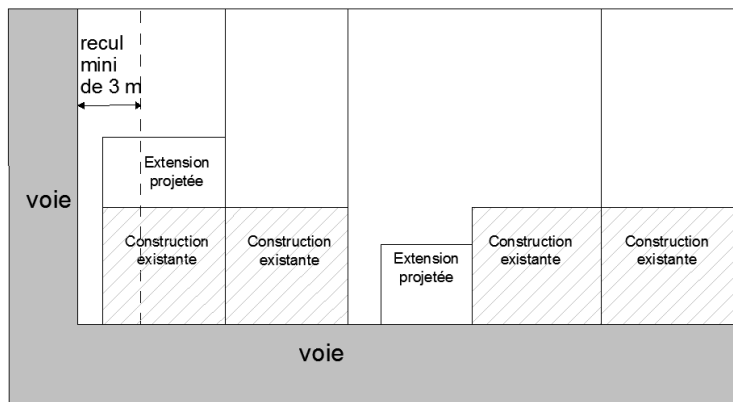 recul
mini
de 3 m
Extension
projetée
voie
Construction
existante
Construction
existante
Extension
projetée
Construction
existante
Construction
existante
voie